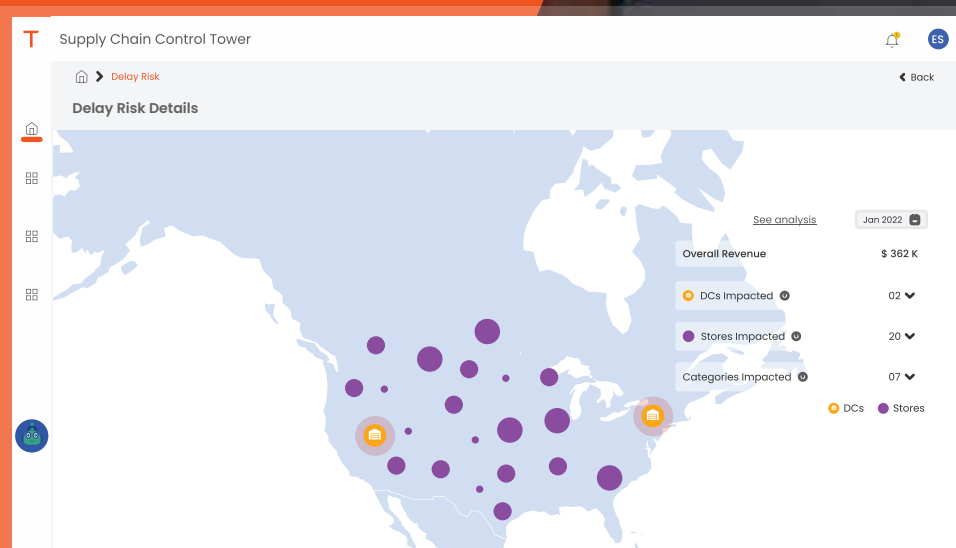 T
Supply Chain Control Tower
ES
Delay Risk
Back
Delay Risk Details
See analysis
Jan 2022
Overall Revenue
$ 362 K
DCs Impacted
02
Stores Impacted
20
Categories Impacted
07
DCs
Stores